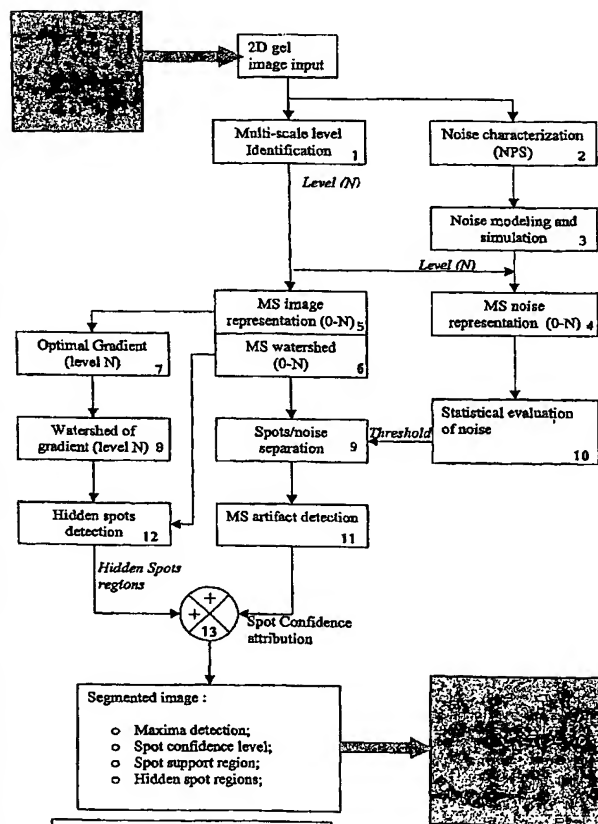 2D gel
image input
Multi-scale level
Identification 1
Noise characterization
(NPS) 2
Level (N)
Noise modeling and
simulation 3
Level (N)
MS image
representation (0-N) 5
MS noise
representation (0-N) 4
Optimal Gradient
(level N) 7
MS watershed
(0-N) 6
Watershed of
gradient (level N) 8
Spots/noise
separation 9
Threshold
Statistical evaluation
of noise
10
Hidden spots
detection 12
MS artifact detection
11
Hidden Spots
regions
+
+
13
Spot Confidence
attribution
Segmented image :
o Maxima detection;
o Spot confidence level;
o Spot support region;
o Hidden spot regions;